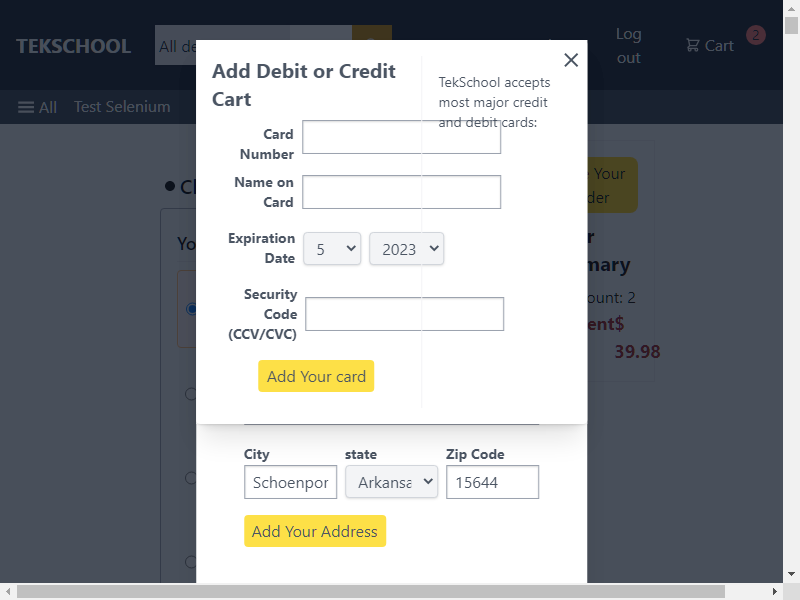 TEKSCHOOL
All de
Log
out
Cart
2
All
Test Selenium
Add Debit or Credit
Cart
TekSchool accepts
most major credit
and debit cards:
Card
Number
Name on
Card
Expiration
Date
5
2023
Security
Code
(CCV/CVC)
Add Your card
Your
mary
ount: 2
ent$
39.98
City
state
Zip Code
Schoenpor
Arkansa
15644
Add Your Address